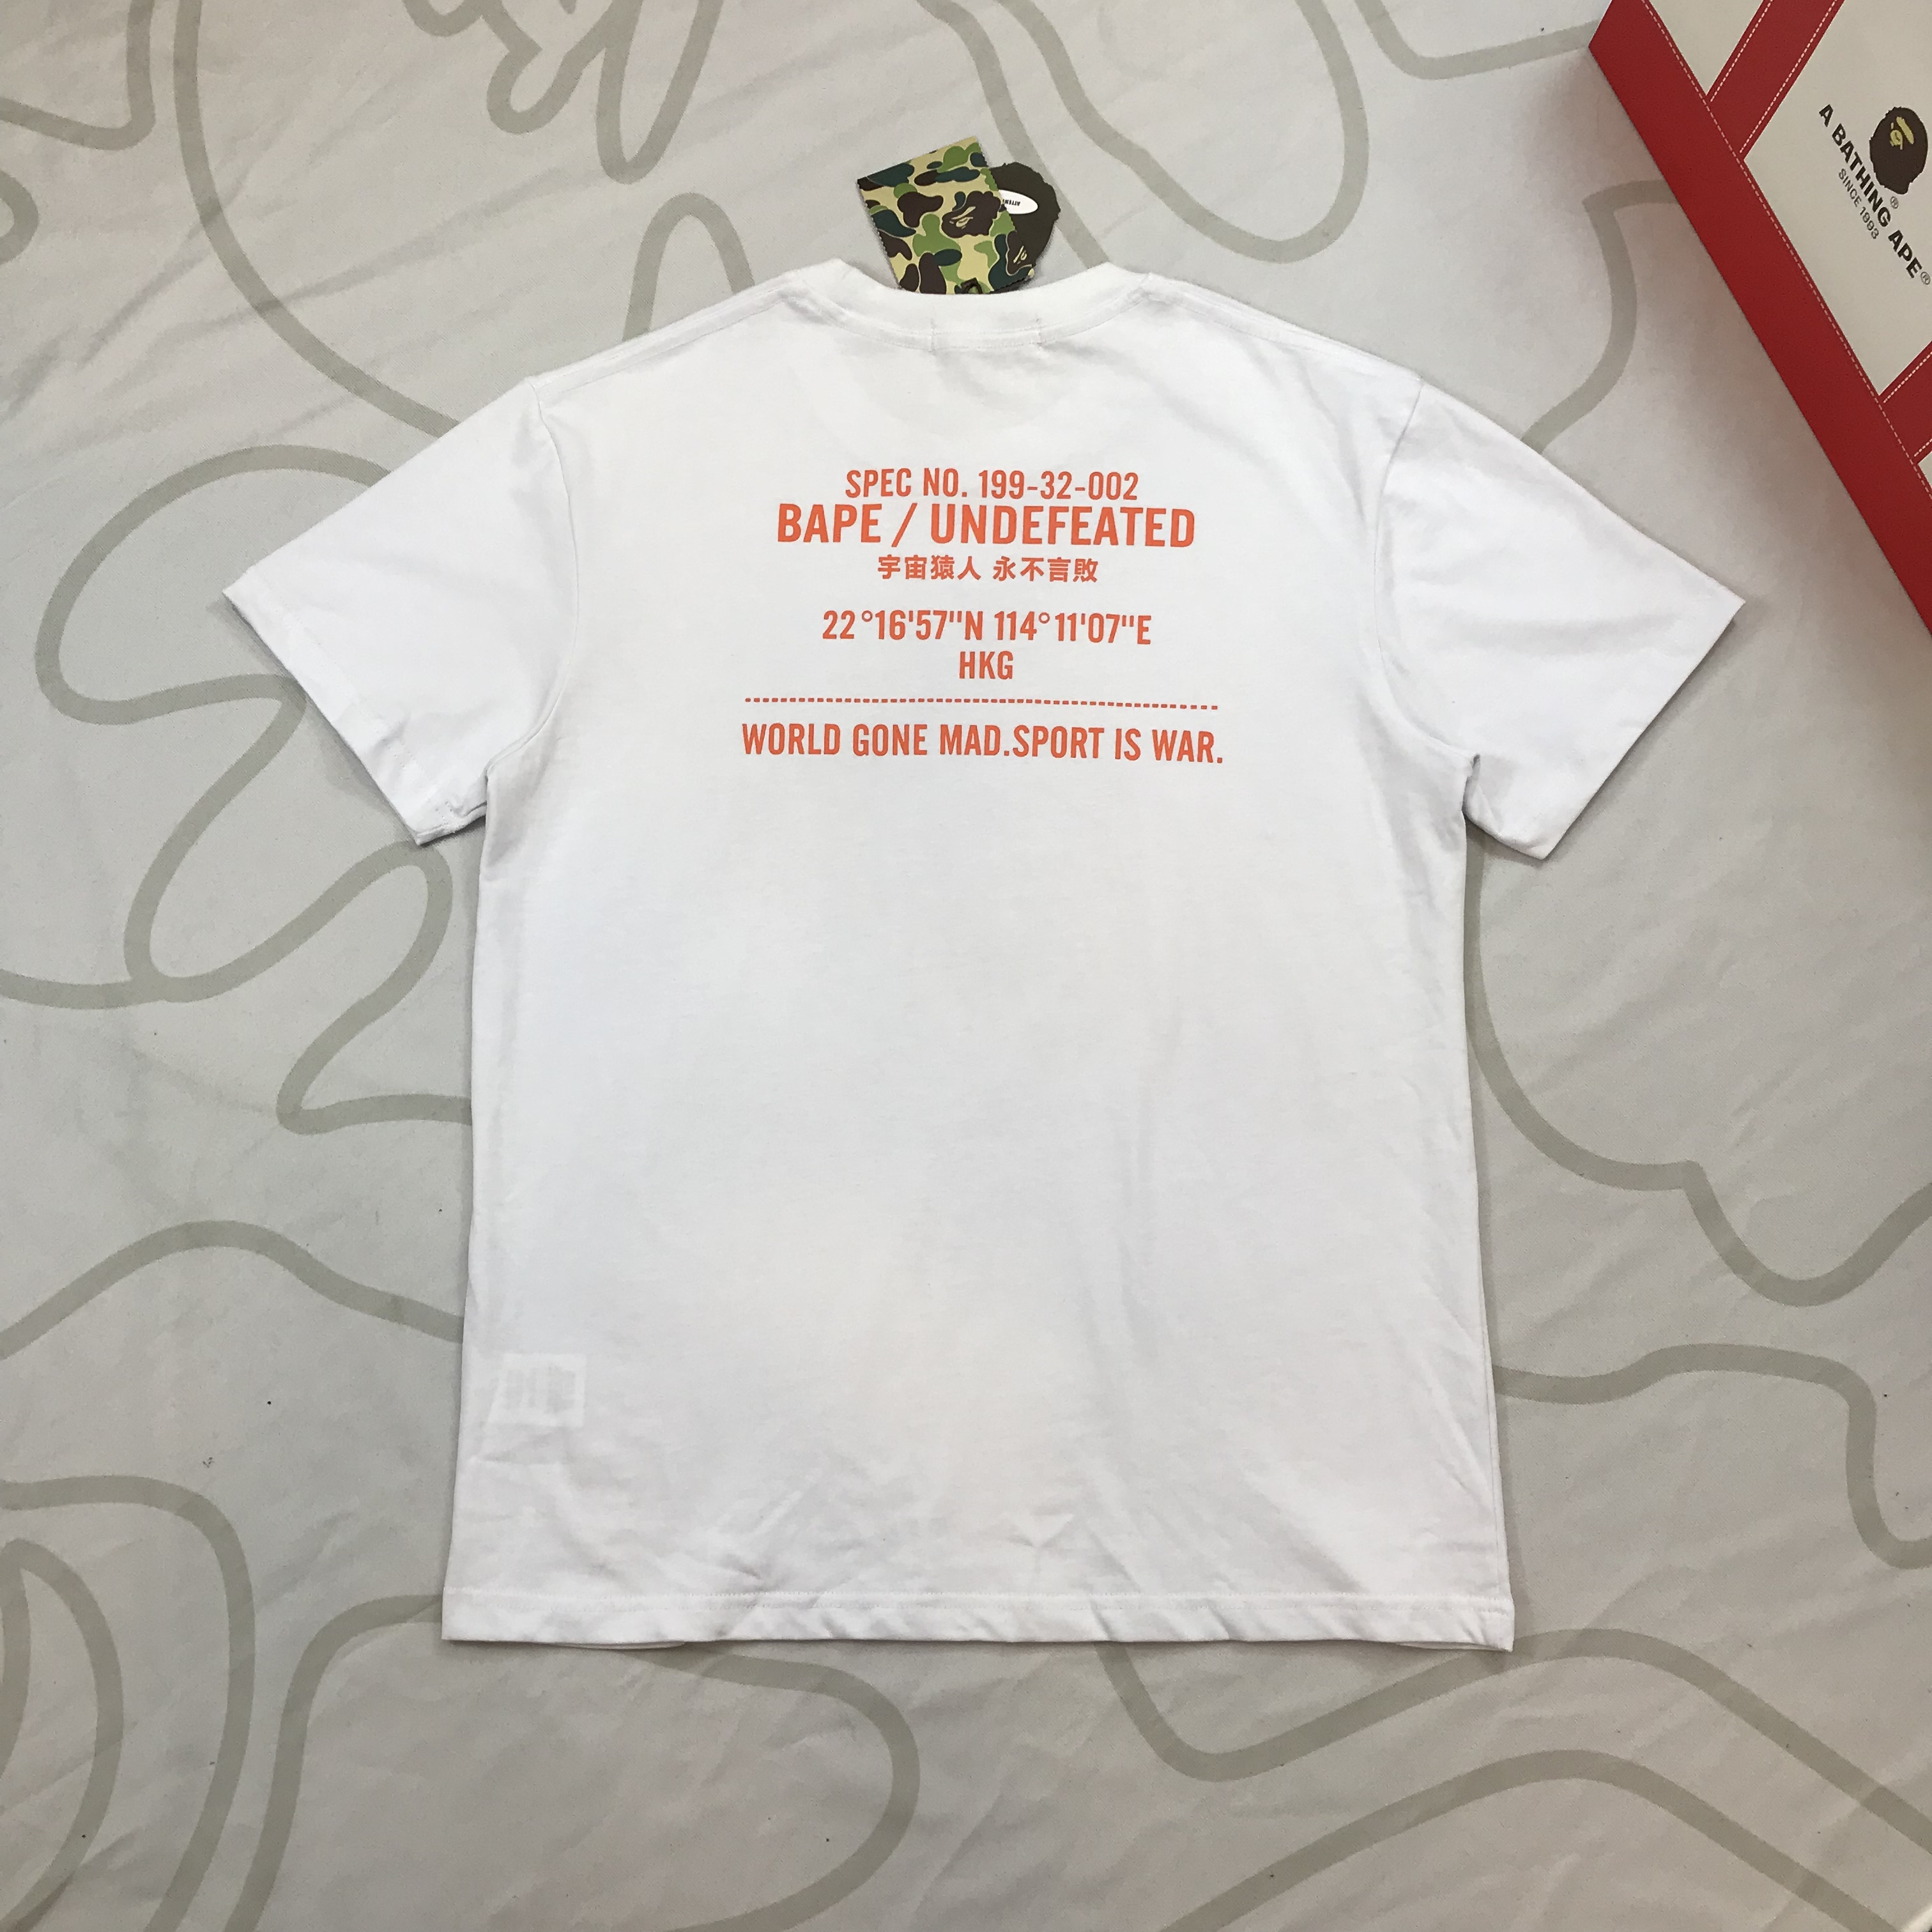 A BATHING APE®
SINCE 1993
SPEC NO. 199-32-002
BAPE / UNDEFEATED
宇宙猿人 永不言敗
22°16'57"N 114°11'07"E
HKG
WORLD GONE MAD.SPORT IS WAR.